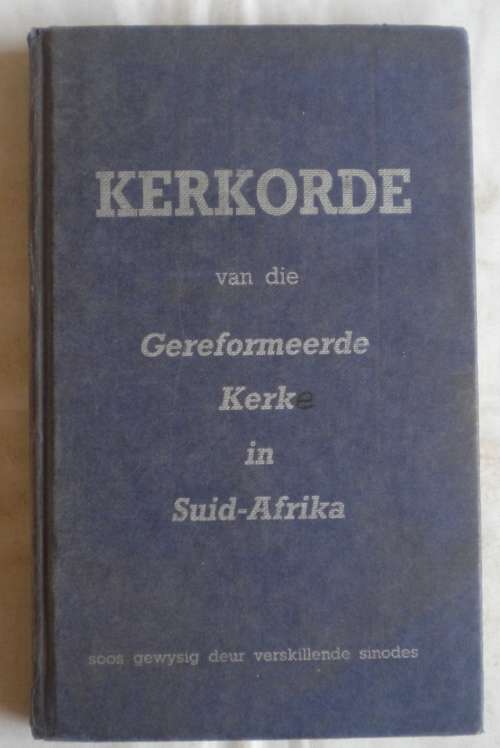 KERKORDE
van die
Gereformeerde
Kerke
in
Suid-Afrika
soos gewysig deur verskillende sinodes